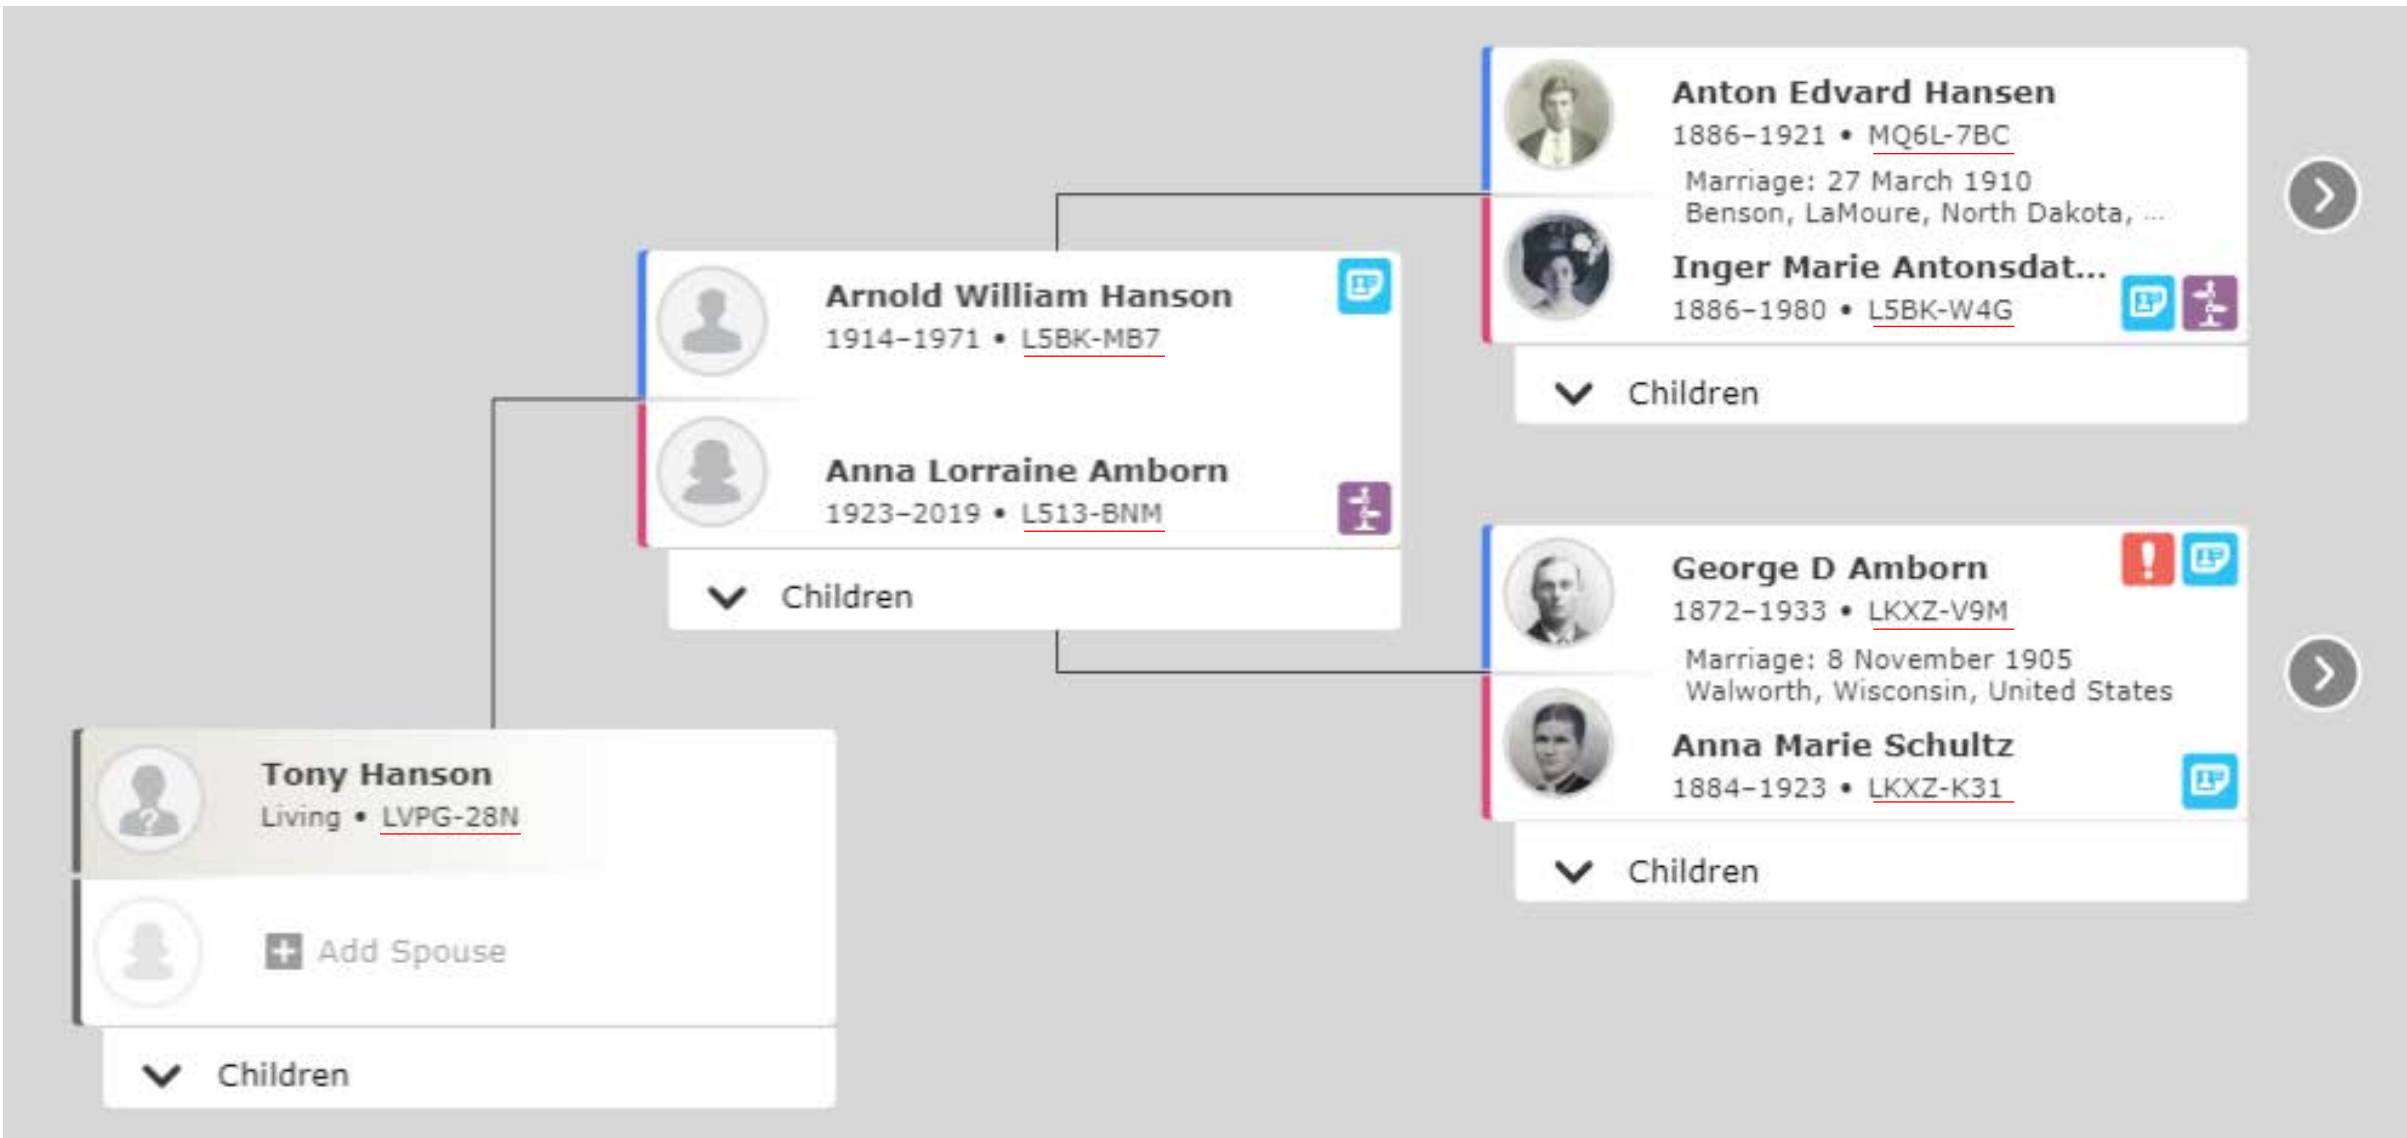 Anton Edvard Hansen
1886–1921 • MQ6L-7BC
Marriage: 27 March 1910
Benson, LaMoure, North Dakota, ...
Inger Marie Antonsdat...
1886–1980 • L5BK-W4G
Children
Arnold William Hanson
1914–1971 • L5BK-MB7
Anna Lorraine Amborn
1923–2019 • L513-BNM
Children
George D Amborn
1872–1933 • LKXZ-V9M
Marriage: 8 November 1905
Walworth, Wisconsin, United States
Anna Marie Schultz
1884–1923 • LKXZ-K31
Children
Tony Hanson
Living • LVPG-28N
Add Spouse
Children